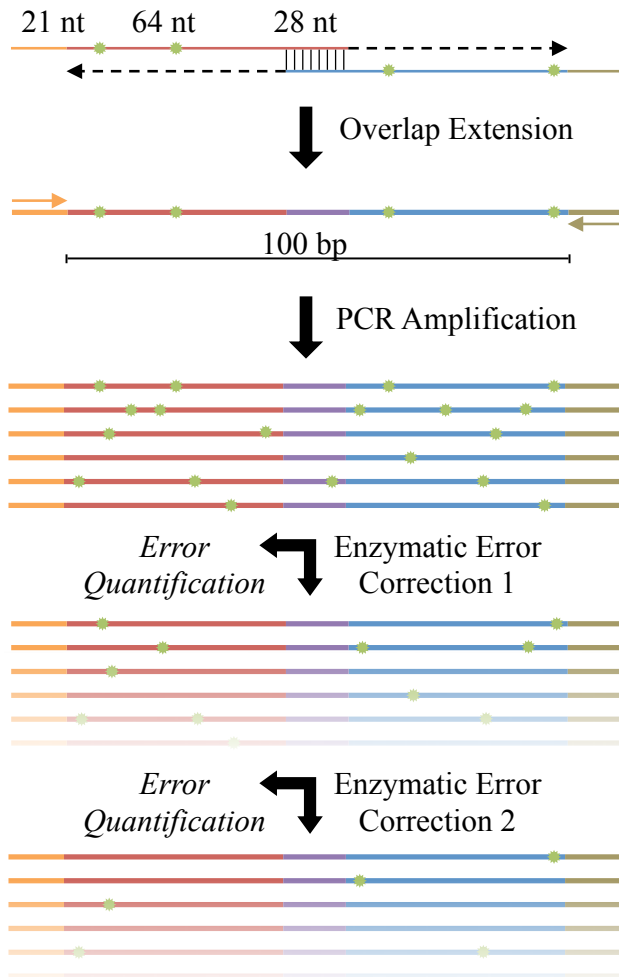 21 nt 64 nt 28 nt
Overlap Extension
100 bp
PCR Amplification
Error Quantification
Enzymatic Error Correction 1
Error Quantification
Enzymatic Error Correction 2